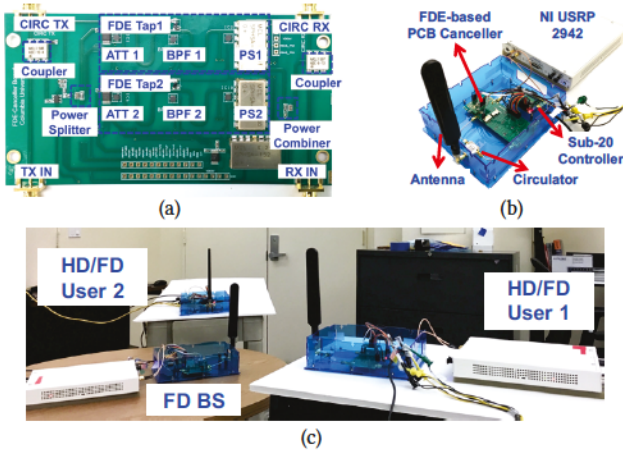 CIRC TX
FDE Tap1
CIRC RX
ATT 1
BPF 1
PS1
Coupler
Coupler
FDE Tap2
ATT 2
BPF 2
PS2
Power
Splitter
Power
Combiner
TX IN
RX IN
(a)
FDE-based
PCB Canceller
NI USRP
2942
Sub-20
Controller
Antenna
Circulator
(b)
HD/FD
User 2
HD/FD
User 1
FD BS
(c)